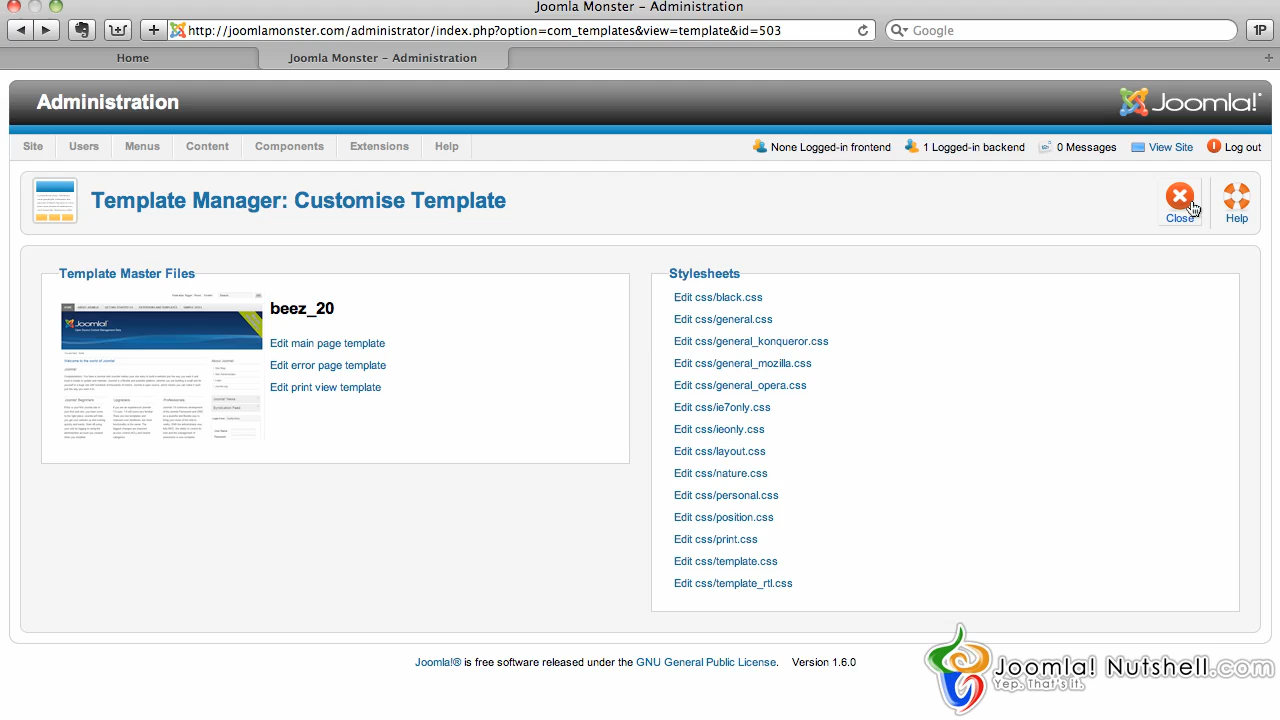 Joomla Monster – Administration
http://joomlamonster.com/administrator/index.php?option=com_templates&view=template&id=503
Google
1P
Home
Joomla Monster – Administration
Administration
Joomla!
Site Users Menus Content Components Extensions Help
None Logged-in frontend 1 Logged-in backend 0 Messages View Site Log out
Template Manager: Customise Template
Close
Help
Template Master Files
Joomla!
beez_20
Edit main page template
Edit error page template
Edit print view template
Stylesheets
Edit css/black.css
Edit css/general.css
Edit css/general_konqueror.css
Edit css/general_mozilla.css
Edit css/general_opera.css
Edit css/ie7only.css
Edit css/ieonly.css
Edit css/layout.css
Edit css/nature.css
Edit css/personal.css
Edit css/position.css
Edit css/print.css
Edit css/template.css
Edit css/template_rtl.css
Joomla!® is free software released under the GNU General Public License. Version 1.6.0
Joomla! Nutshell.com
Yep. That's it.